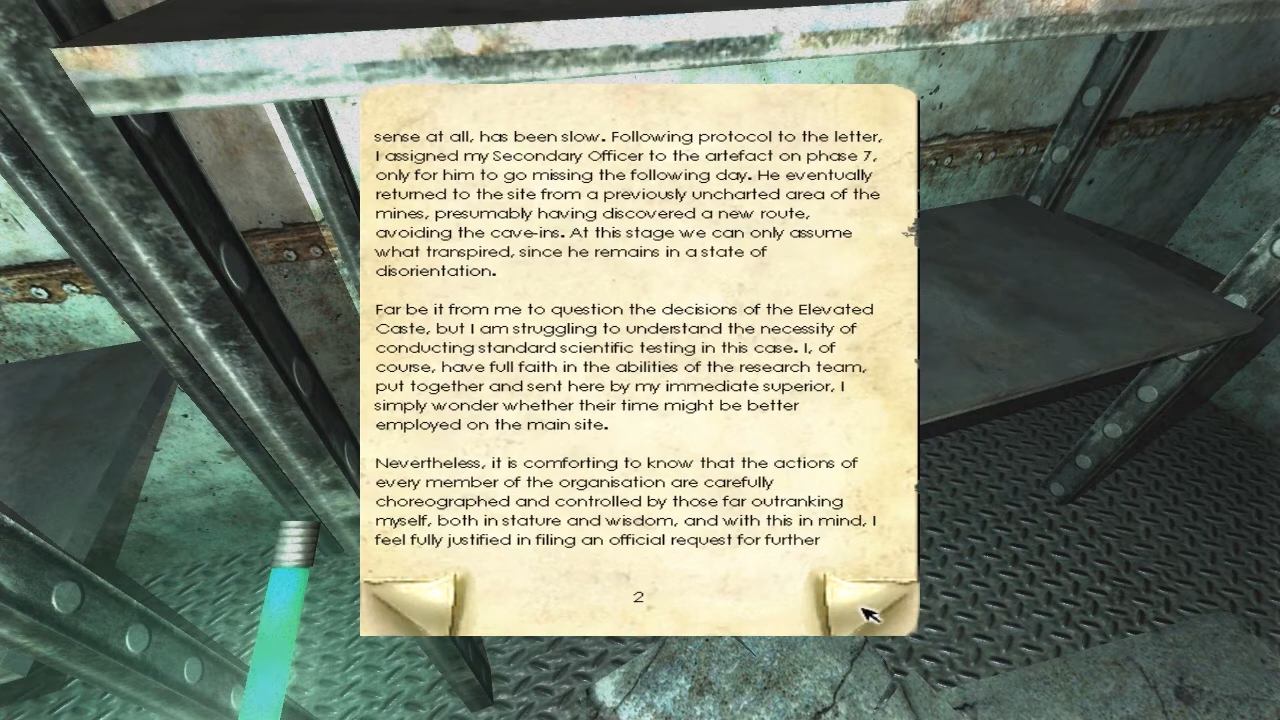 sense at all, has been slow. Following protocol to the letter,
I assigned my Secondary Officer to the artefact on phase 7,
only for him to go missing the following day. He eventually
returned to the site from a previously uncharted area of the
mines, presumably having discovered a new route,
avoiding the cave-ins. At this stage we can only assume
what transpired, since he remains in a state of
disorientation.
Far be it from me to question the decisions of the Elevated
Caste, but I am struggling to understand the necessity of
conducting standard scientific testing in this case. I, of
course, have full faith in the abilities of the research team,
put together and sent here by my immediate superior, I
simply wonder whether their time might be better
employed on the main site.
Nevertheless, it is comforting to know that the actions of
every member of the organisation are carefully
choreographed and controlled by those far outranking
myself, both in stature and wisdom, and with this in mind, I
feel fully justified in filing an official request for further
2